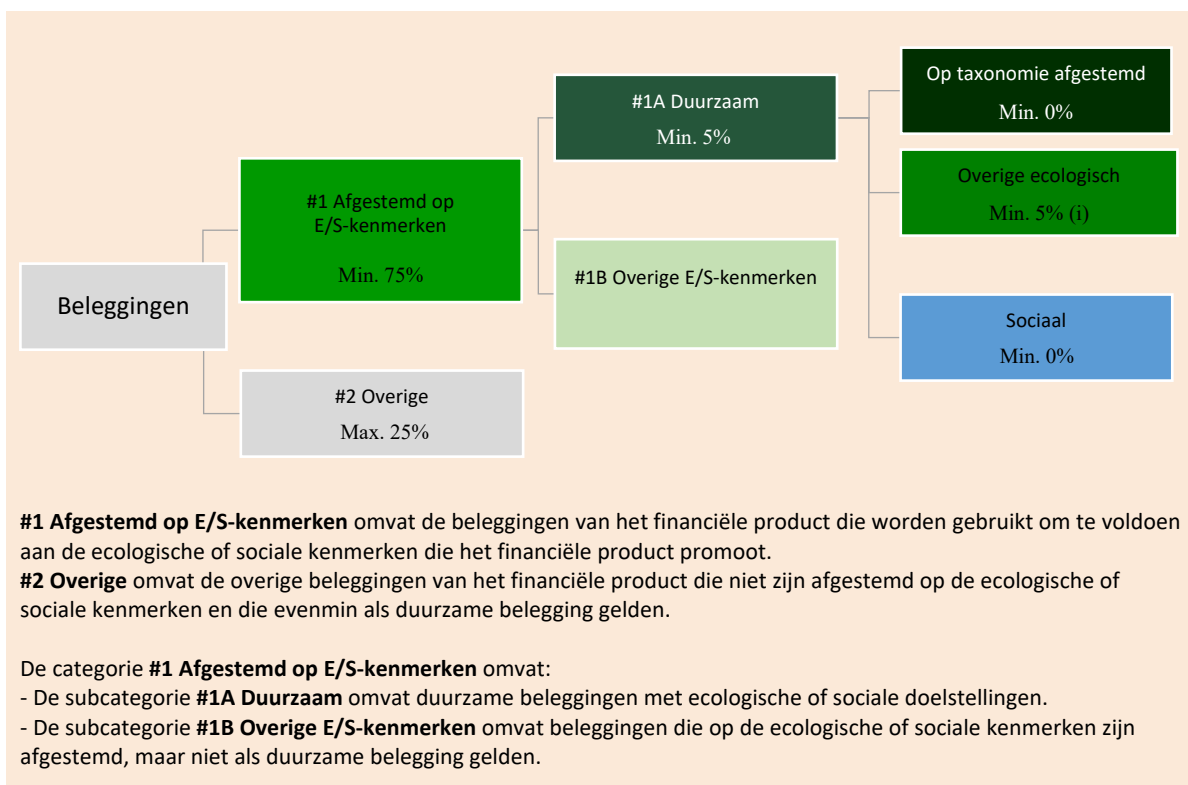 Beleggingen
#1 Afgestemd op
E/S-kenmerken
Min. 75%
#2 Overige
Max. 25%
#1A Duurzaam
Min. 5%
#1B Overige E/S-kenmerken
Op taxonomie afgestemd
Min. 0%
Overige ecologisch
Min. 5% (i)
Sociaal
Min. 0%
#1 Afgestemd op E/S-kenmerken omvat de beleggingen van het financiële product die worden gebruikt om te voldoen
aan de ecologische of sociale kenmerken die het financiële product promoot.
#2 Overige omvat de overige beleggingen van het financiële product die niet zijn afgestemd op de ecologische of
sociale kenmerken en die evenmin als duurzame belegging gelden.
De categorie #1 Afgestemd op E/S-kenmerken omvat:
- De subcategorie #1A Duurzaam omvat duurzame beleggingen met ecologische of sociale doelstellingen.
- De subcategorie #1B Overige E/S-kenmerken omvat beleggingen die op de ecologische of sociale kenmerken zijn
afgestemd, maar niet als duurzame belegging gelden.